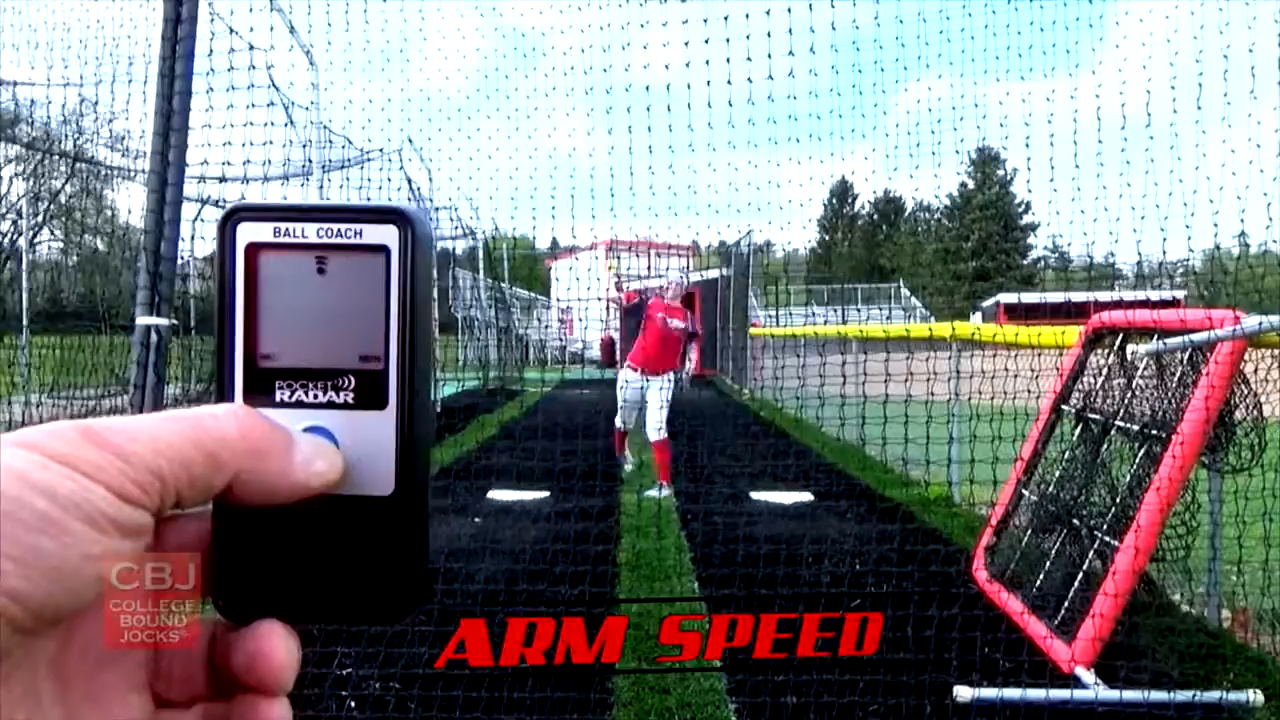 BALL COACH
POCKET
RADAR
CBJ
COLLEGE
BOUND
JOCKS
ARM SPEED